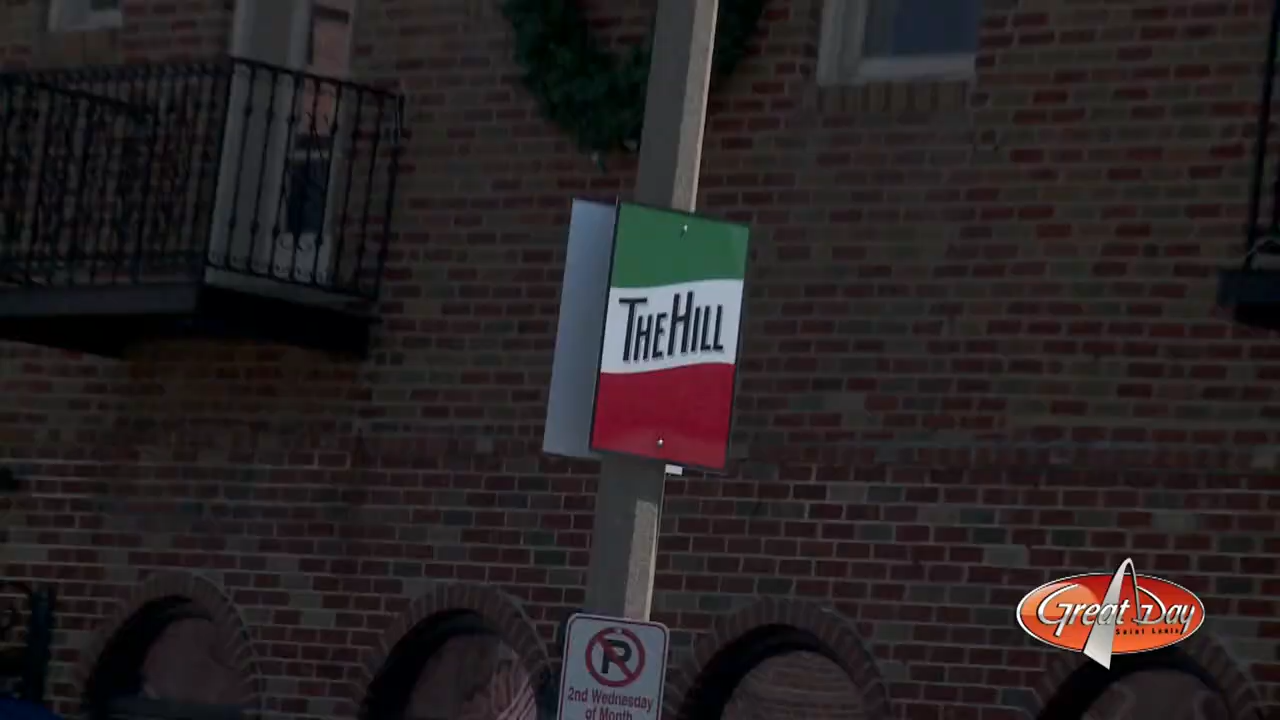 THE HILL
P
2nd Wednesday
of Month
Great Day
Saint Louis